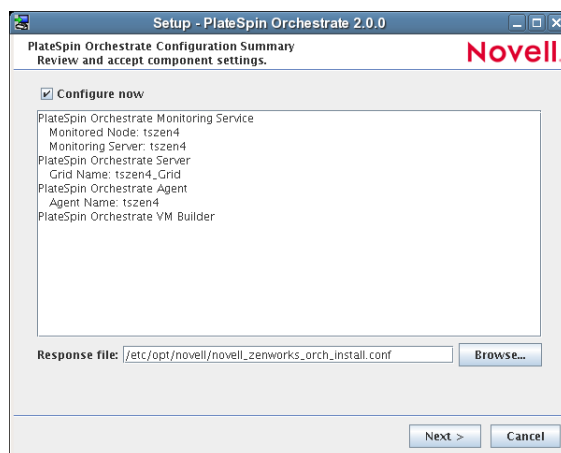 Setup - PlateSpin Orchestrate 2.0.0
PlateSpin Orchestrate Configuration Summary
Review and accept component settings.
Novell.
Configure now
PlateSpin Orchestrate Monitoring Service
Monitored Node: tszen4
Monitoring Server: tszen4
PlateSpin Orchestrate Server
Grid Name: tszen4_Grid
PlateSpin Orchestrate Agent
Agent Name: tszen4
PlateSpin Orchestrate VM Builder
Response file: /etc/opt/novell/novell_zenworks_orch_install.conf Browse...
Next > Cancel